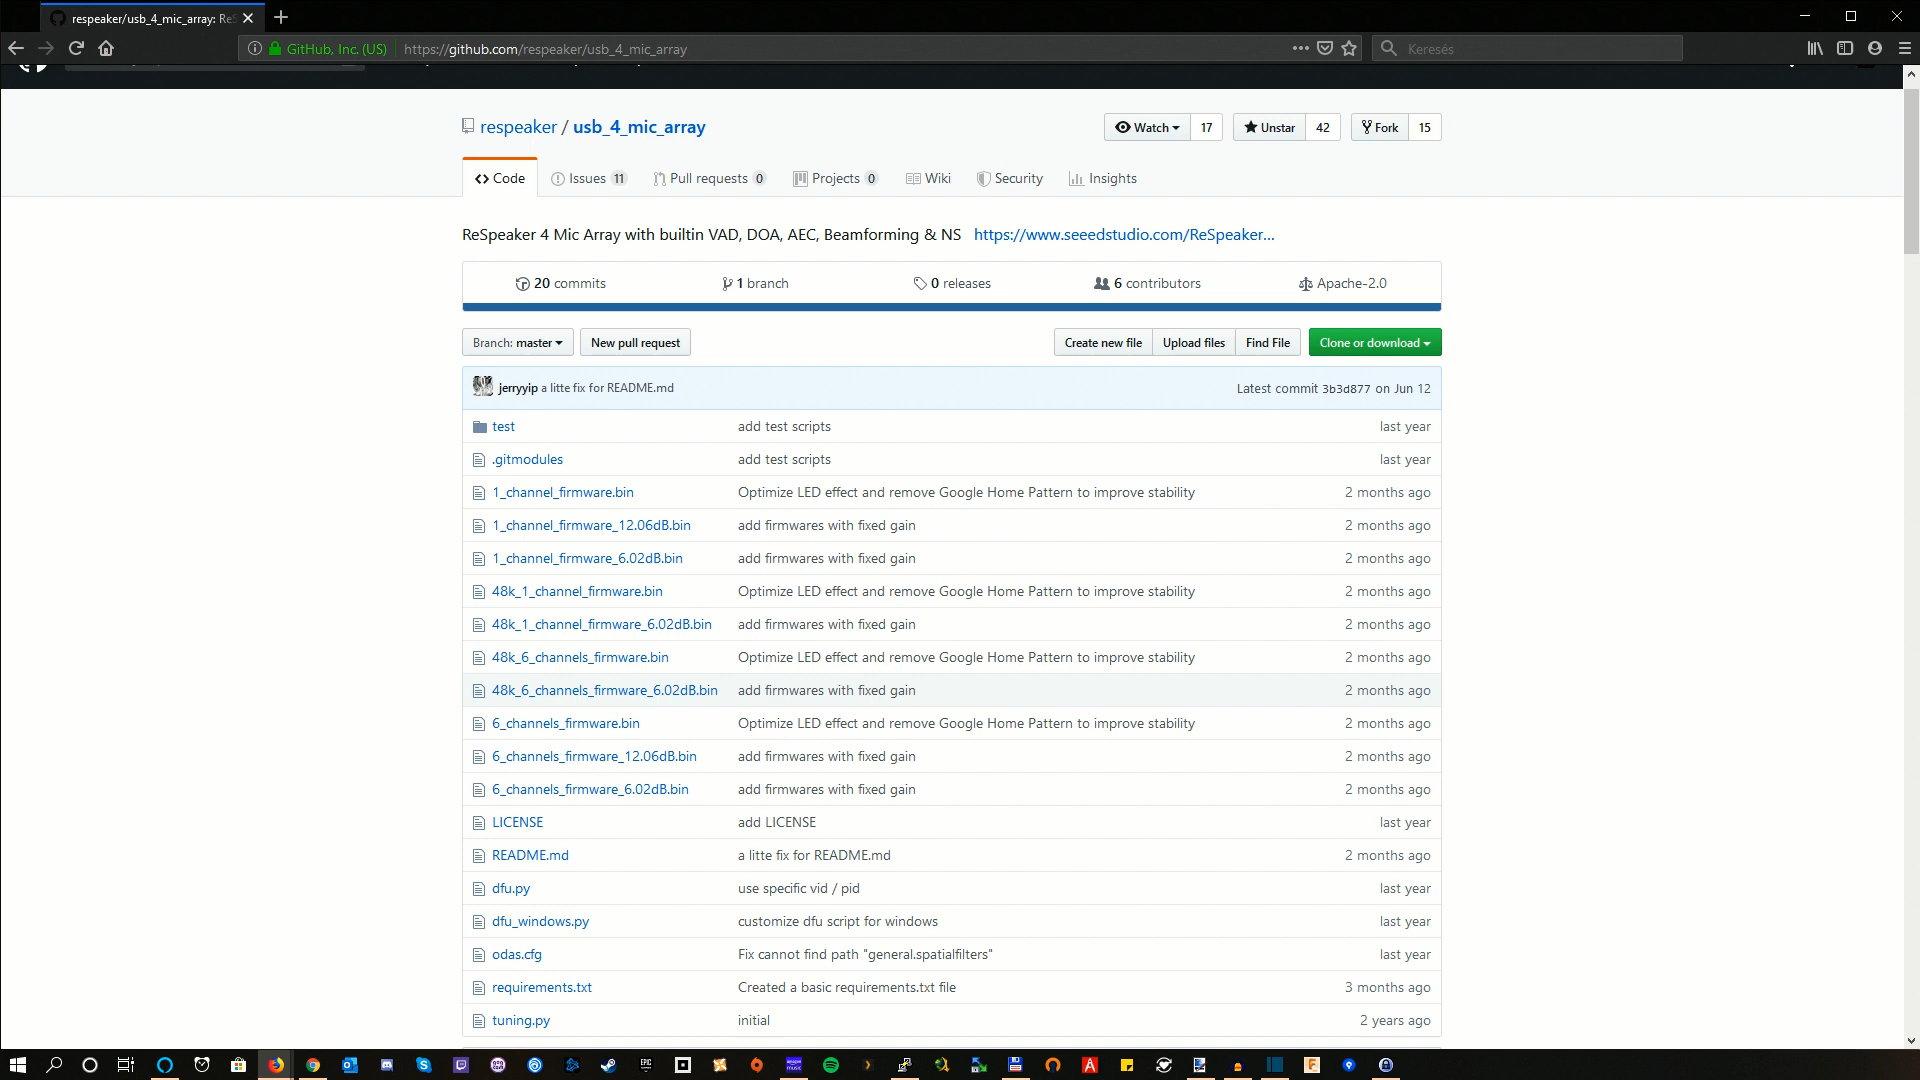 respeaker/usb_4_mic_array: Re
GitHub, Inc. (US) https://github.com/respeaker/usb_4_mic_array Keresés
respeaker / usb_4_mic_array
Watch 17 Unstar 42 Fork 15
Code Issues 11 Pull requests 0 Projects 0 Wiki Security Insights
ReSpeaker 4 Mic Array with builtin VAD, DOA, AEC, Beamforming & NS https://www.seeedstudio.com/ReSpeaker...
20 commits 1 branch 0 releases 6 contributors Apache-2.0
Branch: master New pull request Create new file Upload files Find File Clone or download
jerryyip a litte fix for README.md Latest commit 3b3d877 on Jun 12
test add test scripts last year
.gitmodules add test scripts last year
1_channel_firmware.bin Optimize LED effect and remove Google Home Pattern to improve stability 2 months ago
1_channel_firmware_12.06dB.bin add firmwares with fixed gain 2 months ago
1_channel_firmware_6.02dB.bin add firmwares with fixed gain 2 months ago
48k_1_channel_firmware.bin Optimize LED effect and remove Google Home Pattern to improve stability 2 months ago
48k_1_channel_firmware_6.02dB.bin add firmwares with fixed gain 2 months ago
48k_6_channels_firmware.bin Optimize LED effect and remove Google Home Pattern to improve stability 2 months ago
48k_6_channels_firmware_6.02dB.bin add firmwares with fixed gain 2 months ago
6_channels_firmware.bin Optimize LED effect and remove Google Home Pattern to improve stability 2 months ago
6_channels_firmware_12.06dB.bin add firmwares with fixed gain 2 months ago
6_channels_firmware_6.02dB.bin add firmwares with fixed gain 2 months ago
LICENSE add LICENSE last year
README.md a litte fix for README.md 2 months ago
dfu.py use specific vid / pid last year
dfu_windows.py customize dfu script for windows last year
odas.cfg Fix cannot find path "general.spatialfilters" last year
requirements.txt Created a basic requirements.txt file 3 months ago
tuning.py initial 2 years ago